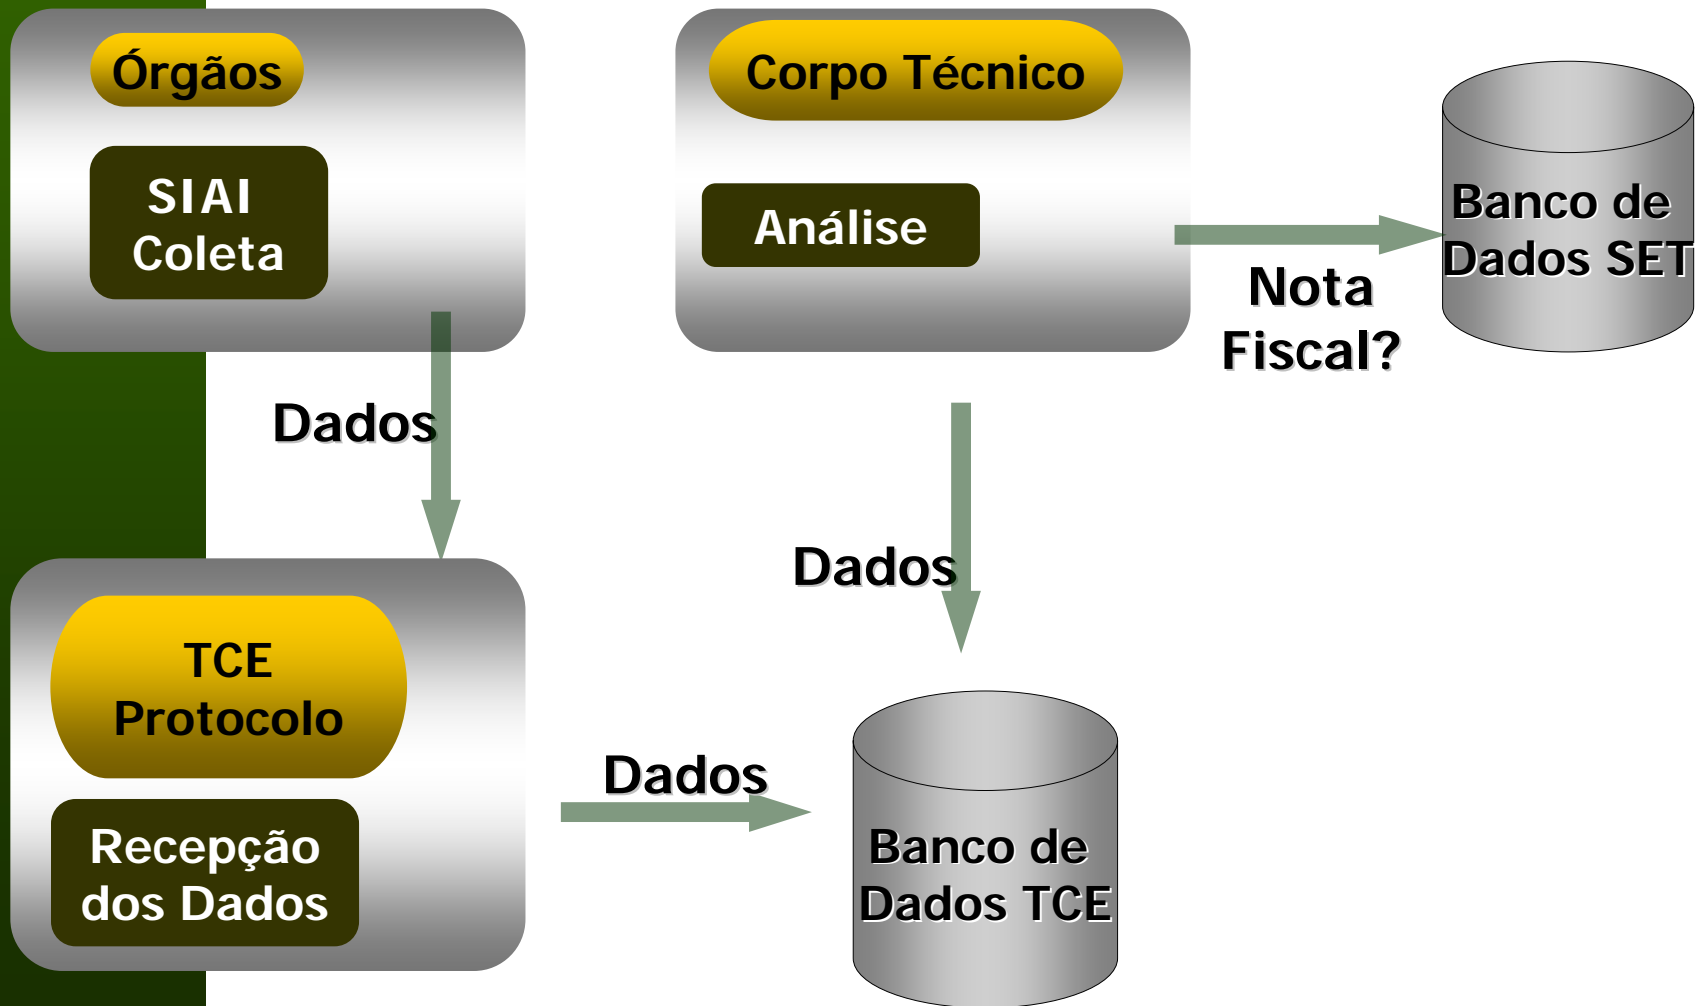 Órgãos
SIAI
Coleta
Corpo Técnico
Análise
Banco de
Dados SET
Nota
Fiscal?
Dados
Dados
TCE
Protocolo
Recepção
dos Dados
Dados
Banco de
Dados TCE